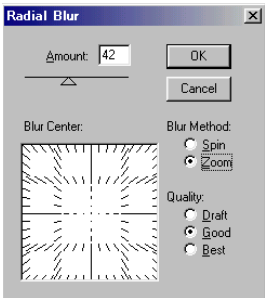 Radial Blur
Amount: 42
OK
Cancel
Blur Center:
Blur Method:
Spin
Zoom
Quality:
Draft
Good
Best